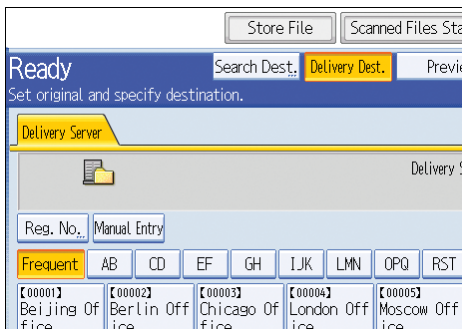 Store File Scanned Files Sta
Ready Search Dest. Delivery Dest. Previe
Set original and specify destination.
Delivery Server
Delivery S
Reg. No. Manual Entry
Frequent AB CD EF GH IJK LMN OPQ RST
【00001】 【00002】 【00003】 【00004】 【00005】
Beijing Of Berlin Off Chicago Of London Off Moscow Off
fice ice fice ice ice